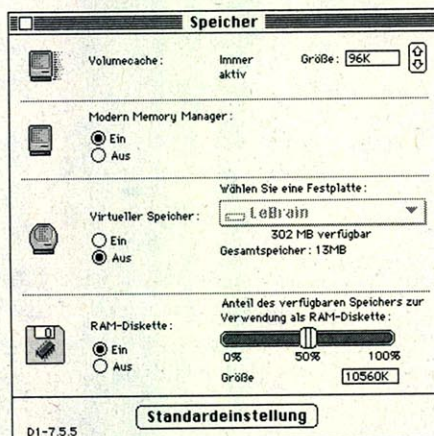 Speicher
Volumecache:
Immer aktiv
Größe: 96K
Modern Memory Manager:
Ein
Aus
Virtueller Speicher:
Ein
Aus
Wählen Sie eine Festplatte:
LeBrain
302 MB verfügbar
Gesamtspeicher: 13MB
RAM-Diskette:
Ein
Aus
Anteil des verfügbaren Speichers zur
Verwendung als RAM-Diskette:
0% 50% 100%
Größe 10560K
Standardeinstellung
D1-7.5.5